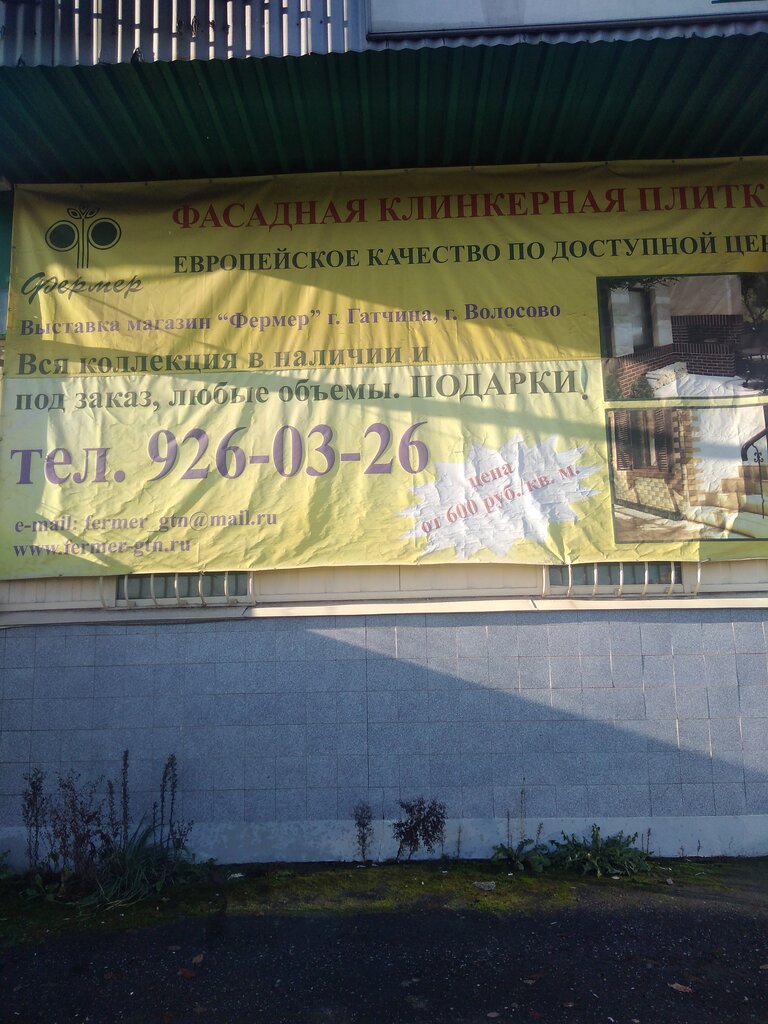 ФАСАДНАЯ КЛИНКЕРНАЯ ПЛИТК
ЕВРОПЕЙСКОЕ КАЧЕСТВО ПО ДОСТУПНОЙ ЦЕН
Фермер
Выставка магазин “Фермер” г. Гатчина, г. Волосово
Вся коллекция в наличии и
под заказ, любые объемы. ПОДАРКИ!
тел. 926-03-26
цена
от 600 руб./кв. м.
e-mail: fermer_gtn@mail.ru
www.fermer-gtn.ru